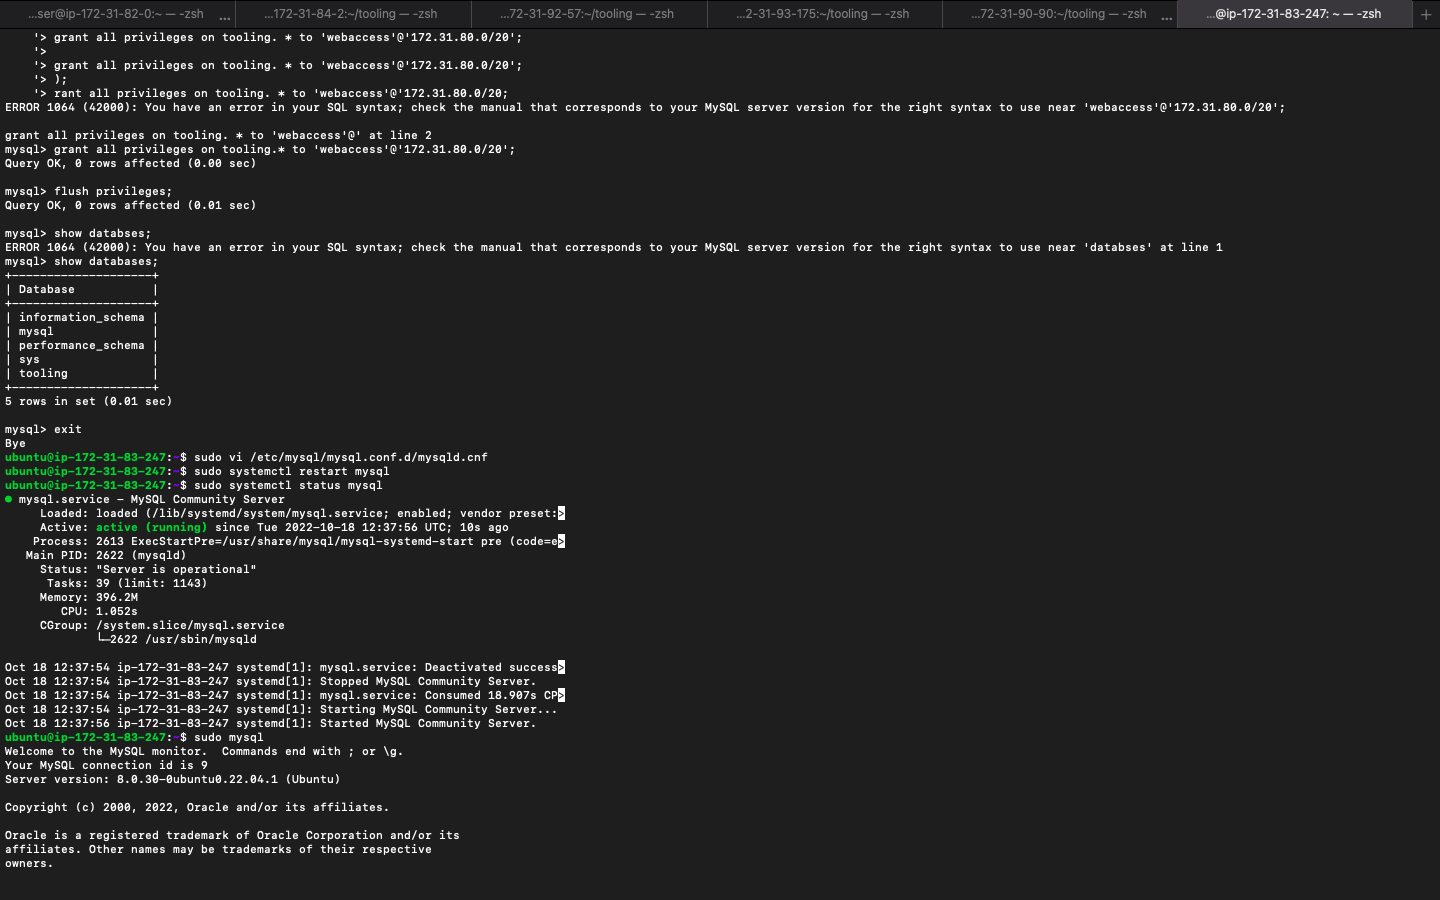 ...ser@ip-172-31-82-0:~ — -zsh ... ...172-31-84-2:~/tooling — -zsh ...72-31-92-57:~/tooling — -zsh ...2-31-93-175:~/tooling — -zsh ...72-31-90-90:~/tooling — -zsh ... ...@ip-172-31-83-247: ~ — -zsh +
'> grant all privileges on tooling. * to 'webaccess'@'172.31.80.0/20';
'>
'> grant all privileges on tooling. * to 'webaccess'@'172.31.80.0/20';
'> );
'> rant all privileges on tooling. * to 'webaccess'@'172.31.80.0/20;
ERROR 1064 (42000): You have an error in your SQL syntax; check the manual that corresponds to your MySQL server version for the right syntax to use near 'webaccess'@'172.31.80.0/20';
grant all privileges on tooling. * to 'webaccess'@' at line 2
mysql> grant all privileges on tooling.* to 'webaccess'@'172.31.80.0/20';
Query OK, 0 rows affected (0.00 sec)
mysql> flush privileges;
Query OK, 0 rows affected (0.01 sec)
mysql> show databses;
ERROR 1064 (42000): You have an error in your SQL syntax; check the manual that corresponds to your MySQL server version for the right syntax to use near 'databses' at line 1
mysql> show databases;
+--------------------+
| Database           |
+--------------------+
| information_schema |
| mysql              |
| performance_schema |
| sys                |
| tooling            |
+--------------------+
5 rows in set (0.01 sec)
mysql> exit
Bye
ubuntu@ip-172-31-83-247:~$ sudo vi /etc/mysql/mysql.conf.d/mysqld.cnf
ubuntu@ip-172-31-83-247:~$ sudo systemctl restart mysql
ubuntu@ip-172-31-83-247:~$ sudo systemctl status mysql
● mysql.service - MySQL Community Server
Loaded: loaded (/lib/systemd/system/mysql.service; enabled; vendor preset:>
Active: active (running) since Tue 2022-10-18 12:37:56 UTC; 10s ago
Process: 2613 ExecStartPre=/usr/share/mysql/mysql-systemd-start pre (code=e>
Main PID: 2622 (mysqld)
Status: "Server is operational"
Tasks: 39 (limit: 1143)
Memory: 396.2M
CPU: 1.052s
CGroup: /system.slice/mysql.service
└─2622 /usr/sbin/mysqld
Oct 18 12:37:54 ip-172-31-83-247 systemd[1]: mysql.service: Deactivated success>
Oct 18 12:37:54 ip-172-31-83-247 systemd[1]: Stopped MySQL Community Server.
Oct 18 12:37:54 ip-172-31-83-247 systemd[1]: mysql.service: Consumed 18.907s CP>
Oct 18 12:37:54 ip-172-31-83-247 systemd[1]: Starting MySQL Community Server...
Oct 18 12:37:56 ip-172-31-83-247 systemd[1]: Started MySQL Community Server.
ubuntu@ip-172-31-83-247:~$ sudo mysql
Welcome to the MySQL monitor.  Commands end with ; or \g.
Your MySQL connection id is 9
Server version: 8.0.30-0ubuntu0.22.04.1 (Ubuntu)
Copyright (c) 2000, 2022, Oracle and/or its affiliates.
Oracle is a registered trademark of Oracle Corporation and/or its
affiliates. Other names may be trademarks of their respective
owners.